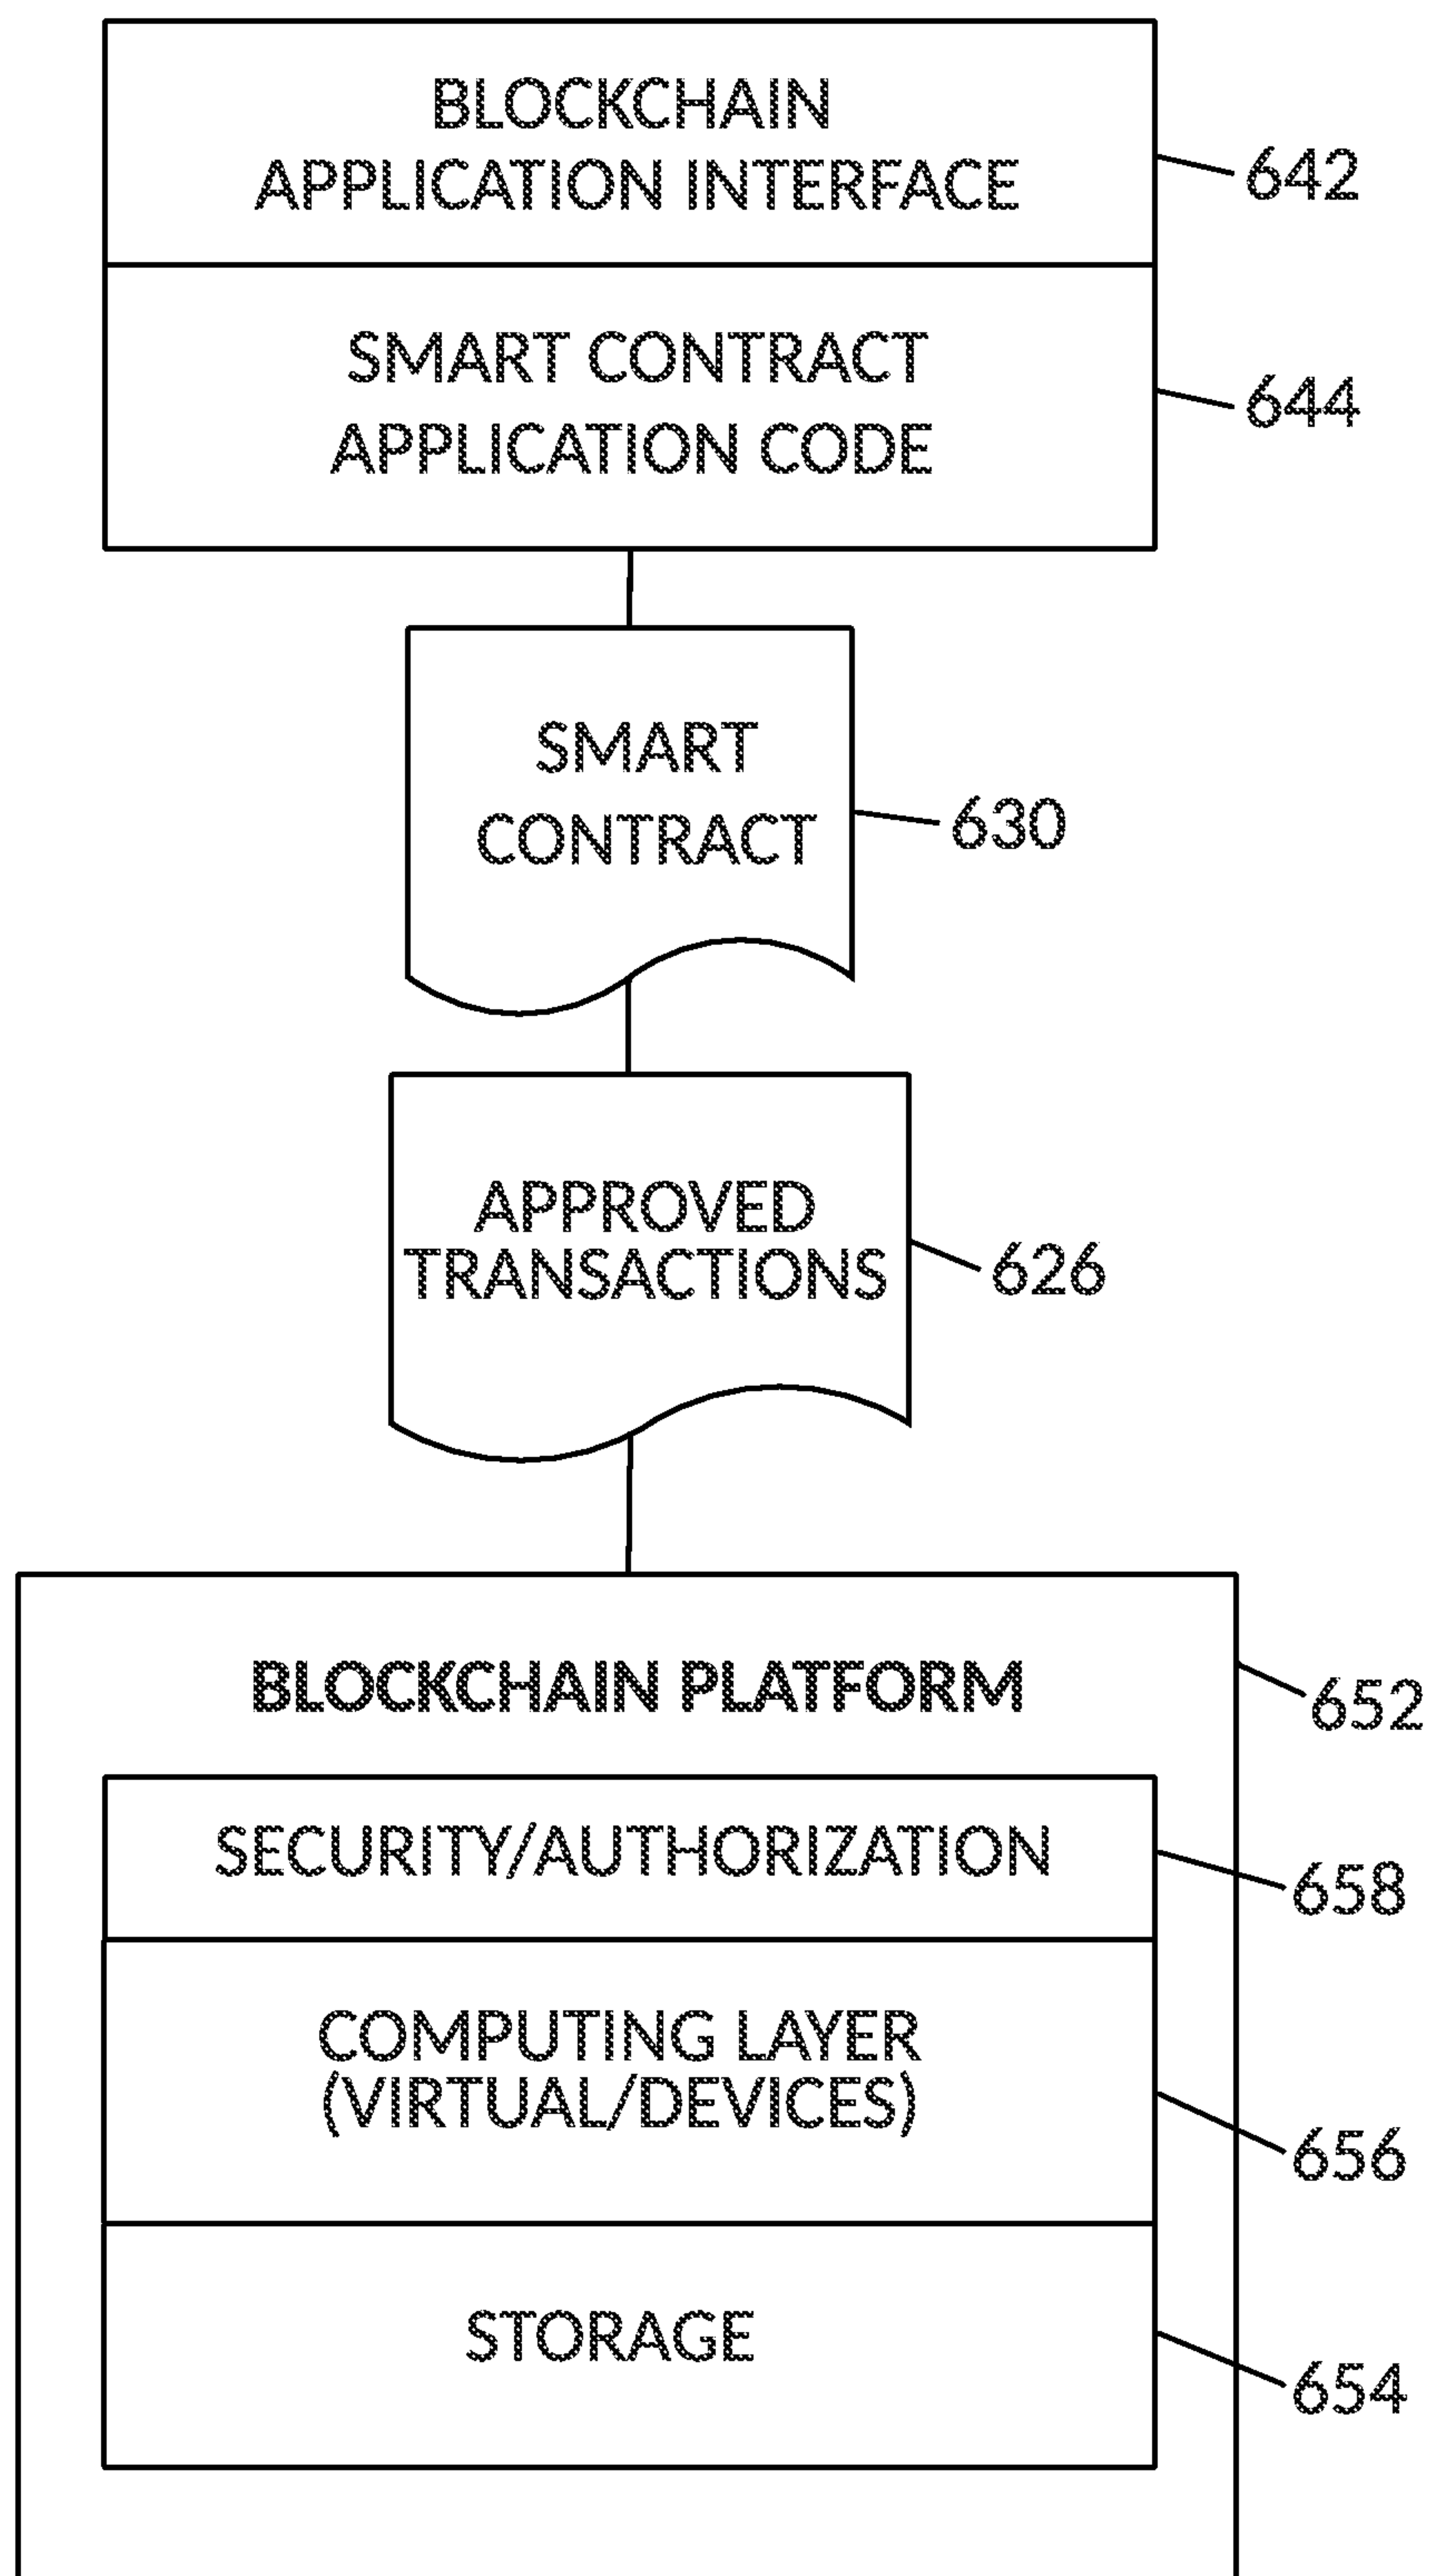 BLOCKCHAIN
APPLICATION INTERFACE
642
SMART CONTRACT
APPLICATION CODE
644
SMART
CONTRACT
630
APPROVED
TRANSACTIONS
626
BLOCKCHAIN PLATFORM
652
SECURITY/AUTHORIZATION
658
COMPUTING LAYER
(VIRTUAL/DEVICES)
656
STORAGE
654